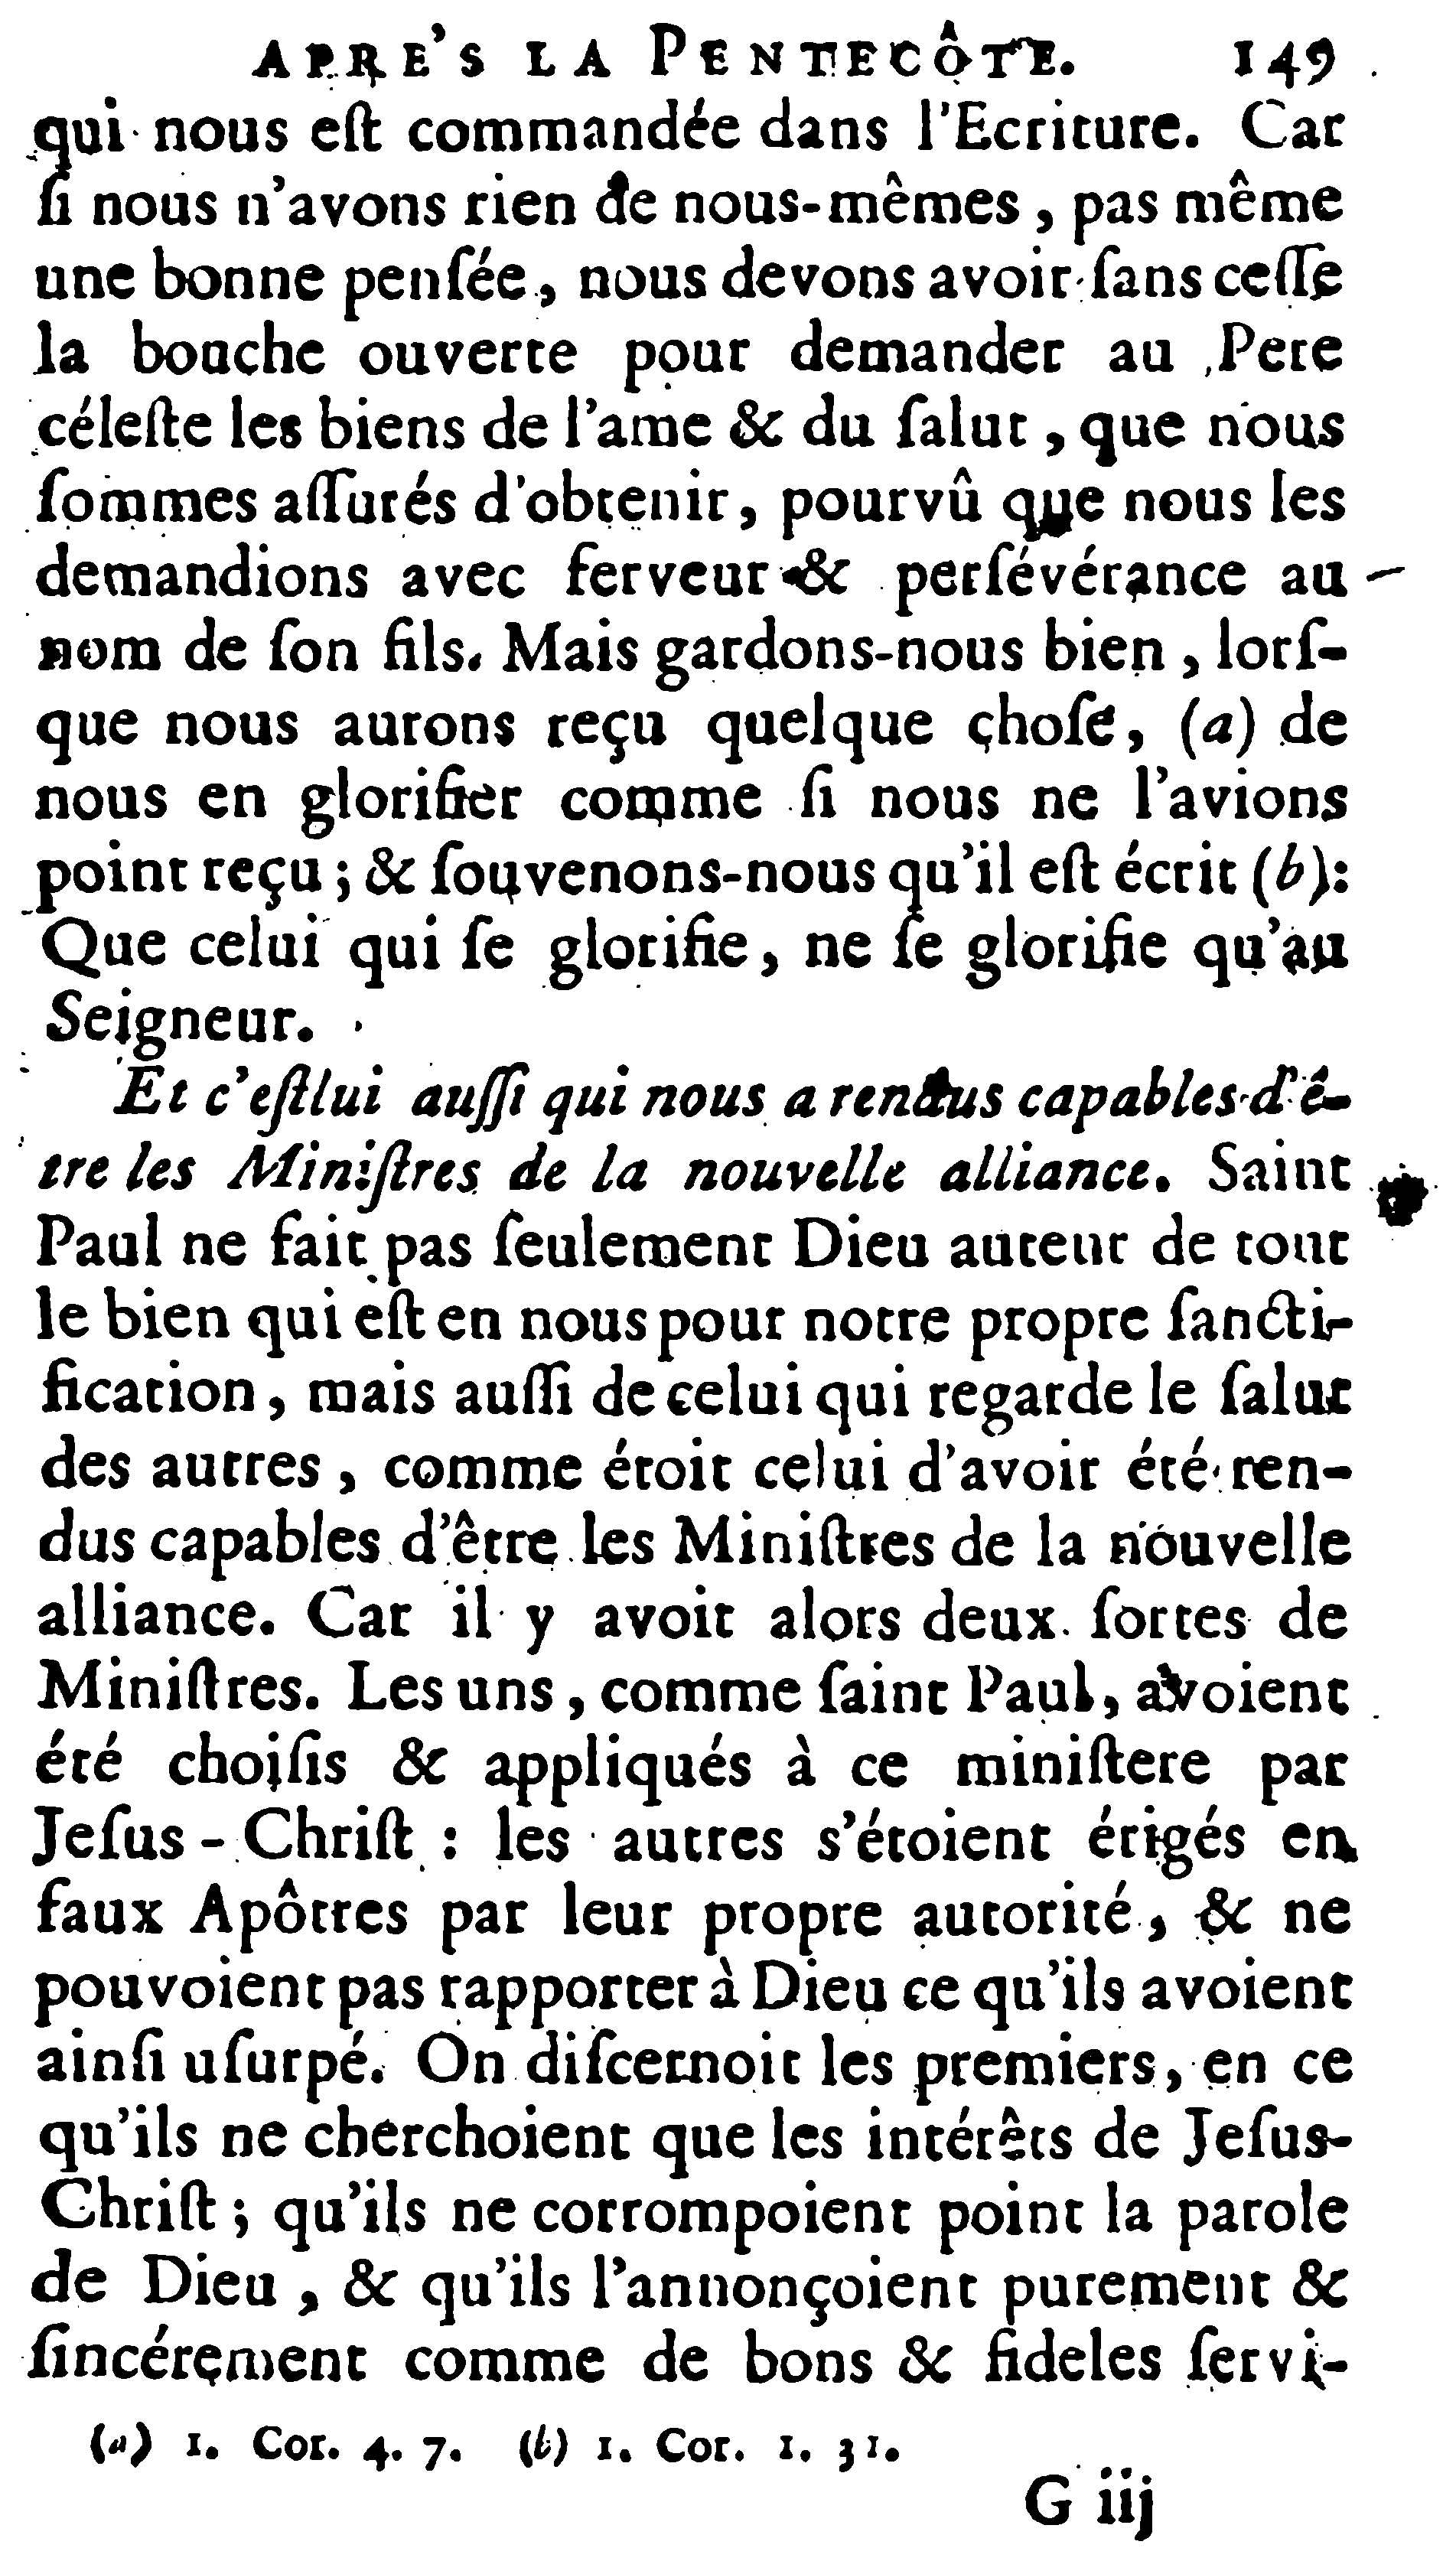 APRE'S LA PENTECÔTE. 149
qui nous eſt commandée dans l'Ecriture. Car
ſi nous n'avons rien de nous-mêmes, pas même
une bonne penſée, nous devons avoir ſans ceſſe
la bouche ouverte pour demander au Pere
céleſte les biens de l'ame & du ſalut, que nous
ſommes aſſurés d'obtenir, pourvû que nous les
demandions avec ferveur & perſévérance au
nom de ſon fils. Mais gardons-nous bien, lorſ-
que nous aurons reçu quelque choſe, (a) de
nous en glorifier comme ſi nous ne l'avions
point reçu; & ſouvenons-nous qu'il eſt écrit (b):
Que celui qui ſe glorifie, ne ſe glorifie qu'au
Seigneur.
Et c'eſt lui auſſi qui nous a rendus capables d'ê-
tre les Miniſtres de la nouvelle alliance. Saint
Paul ne fait pas ſeulement Dieu auteur de tout
le bien qui eſt en nous pour notre propre ſancti-
fication, mais auſſi de celui qui regarde le ſalut
des autres, comme étoit celui d'avoir été ren-
dus capables d'être les Miniſtres de la nouvelle
alliance. Car il y avoit alors deux ſortes de
Miniſtres. Les uns, comme ſaint Paul, avoient
été choiſis & appliqués à ce miniſtere par
Jeſus-Chriſt : les autres s'étoient érigés en
faux Apôtres par leur propre autorité, & ne
pouvoient pas rapporter à Dieu ce qu'ils avoient
ainſi uſurpé. On diſcernoit les premiers, en ce
qu'ils ne cherchoient que les intérêts de Jeſus-
Chriſt; qu'ils ne corrompoient point la parole
de Dieu, & qu'ils l'annonçoient purement &
ſincérement comme de bons & fideles ſervi-
(a) 1. Cor. 4. 7. (b) 1. Cor. 1. 31.
G iij